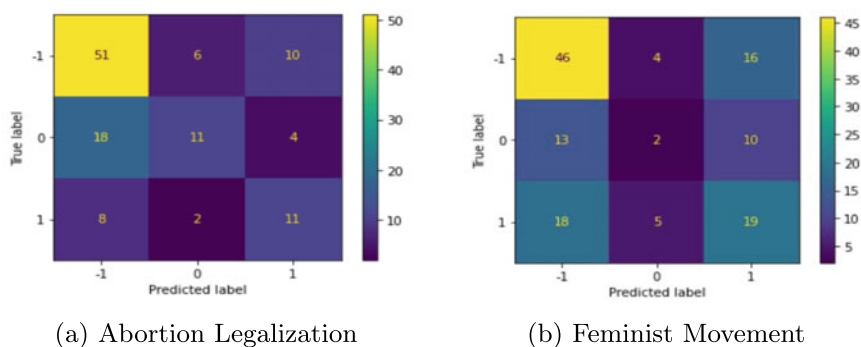 -1 51 6 10
0 18 11 4
1 8 2 11
True label
-1 0 1
Predicted label
50
40
30
20
10
(a) Abortion Legalization
-1 46 4 16
0 13 2 10
1 18 5 19
True label
-1 0 1
Predicted label
45
40
35
30
25
20
15
10
5
(b) Feminist Movement